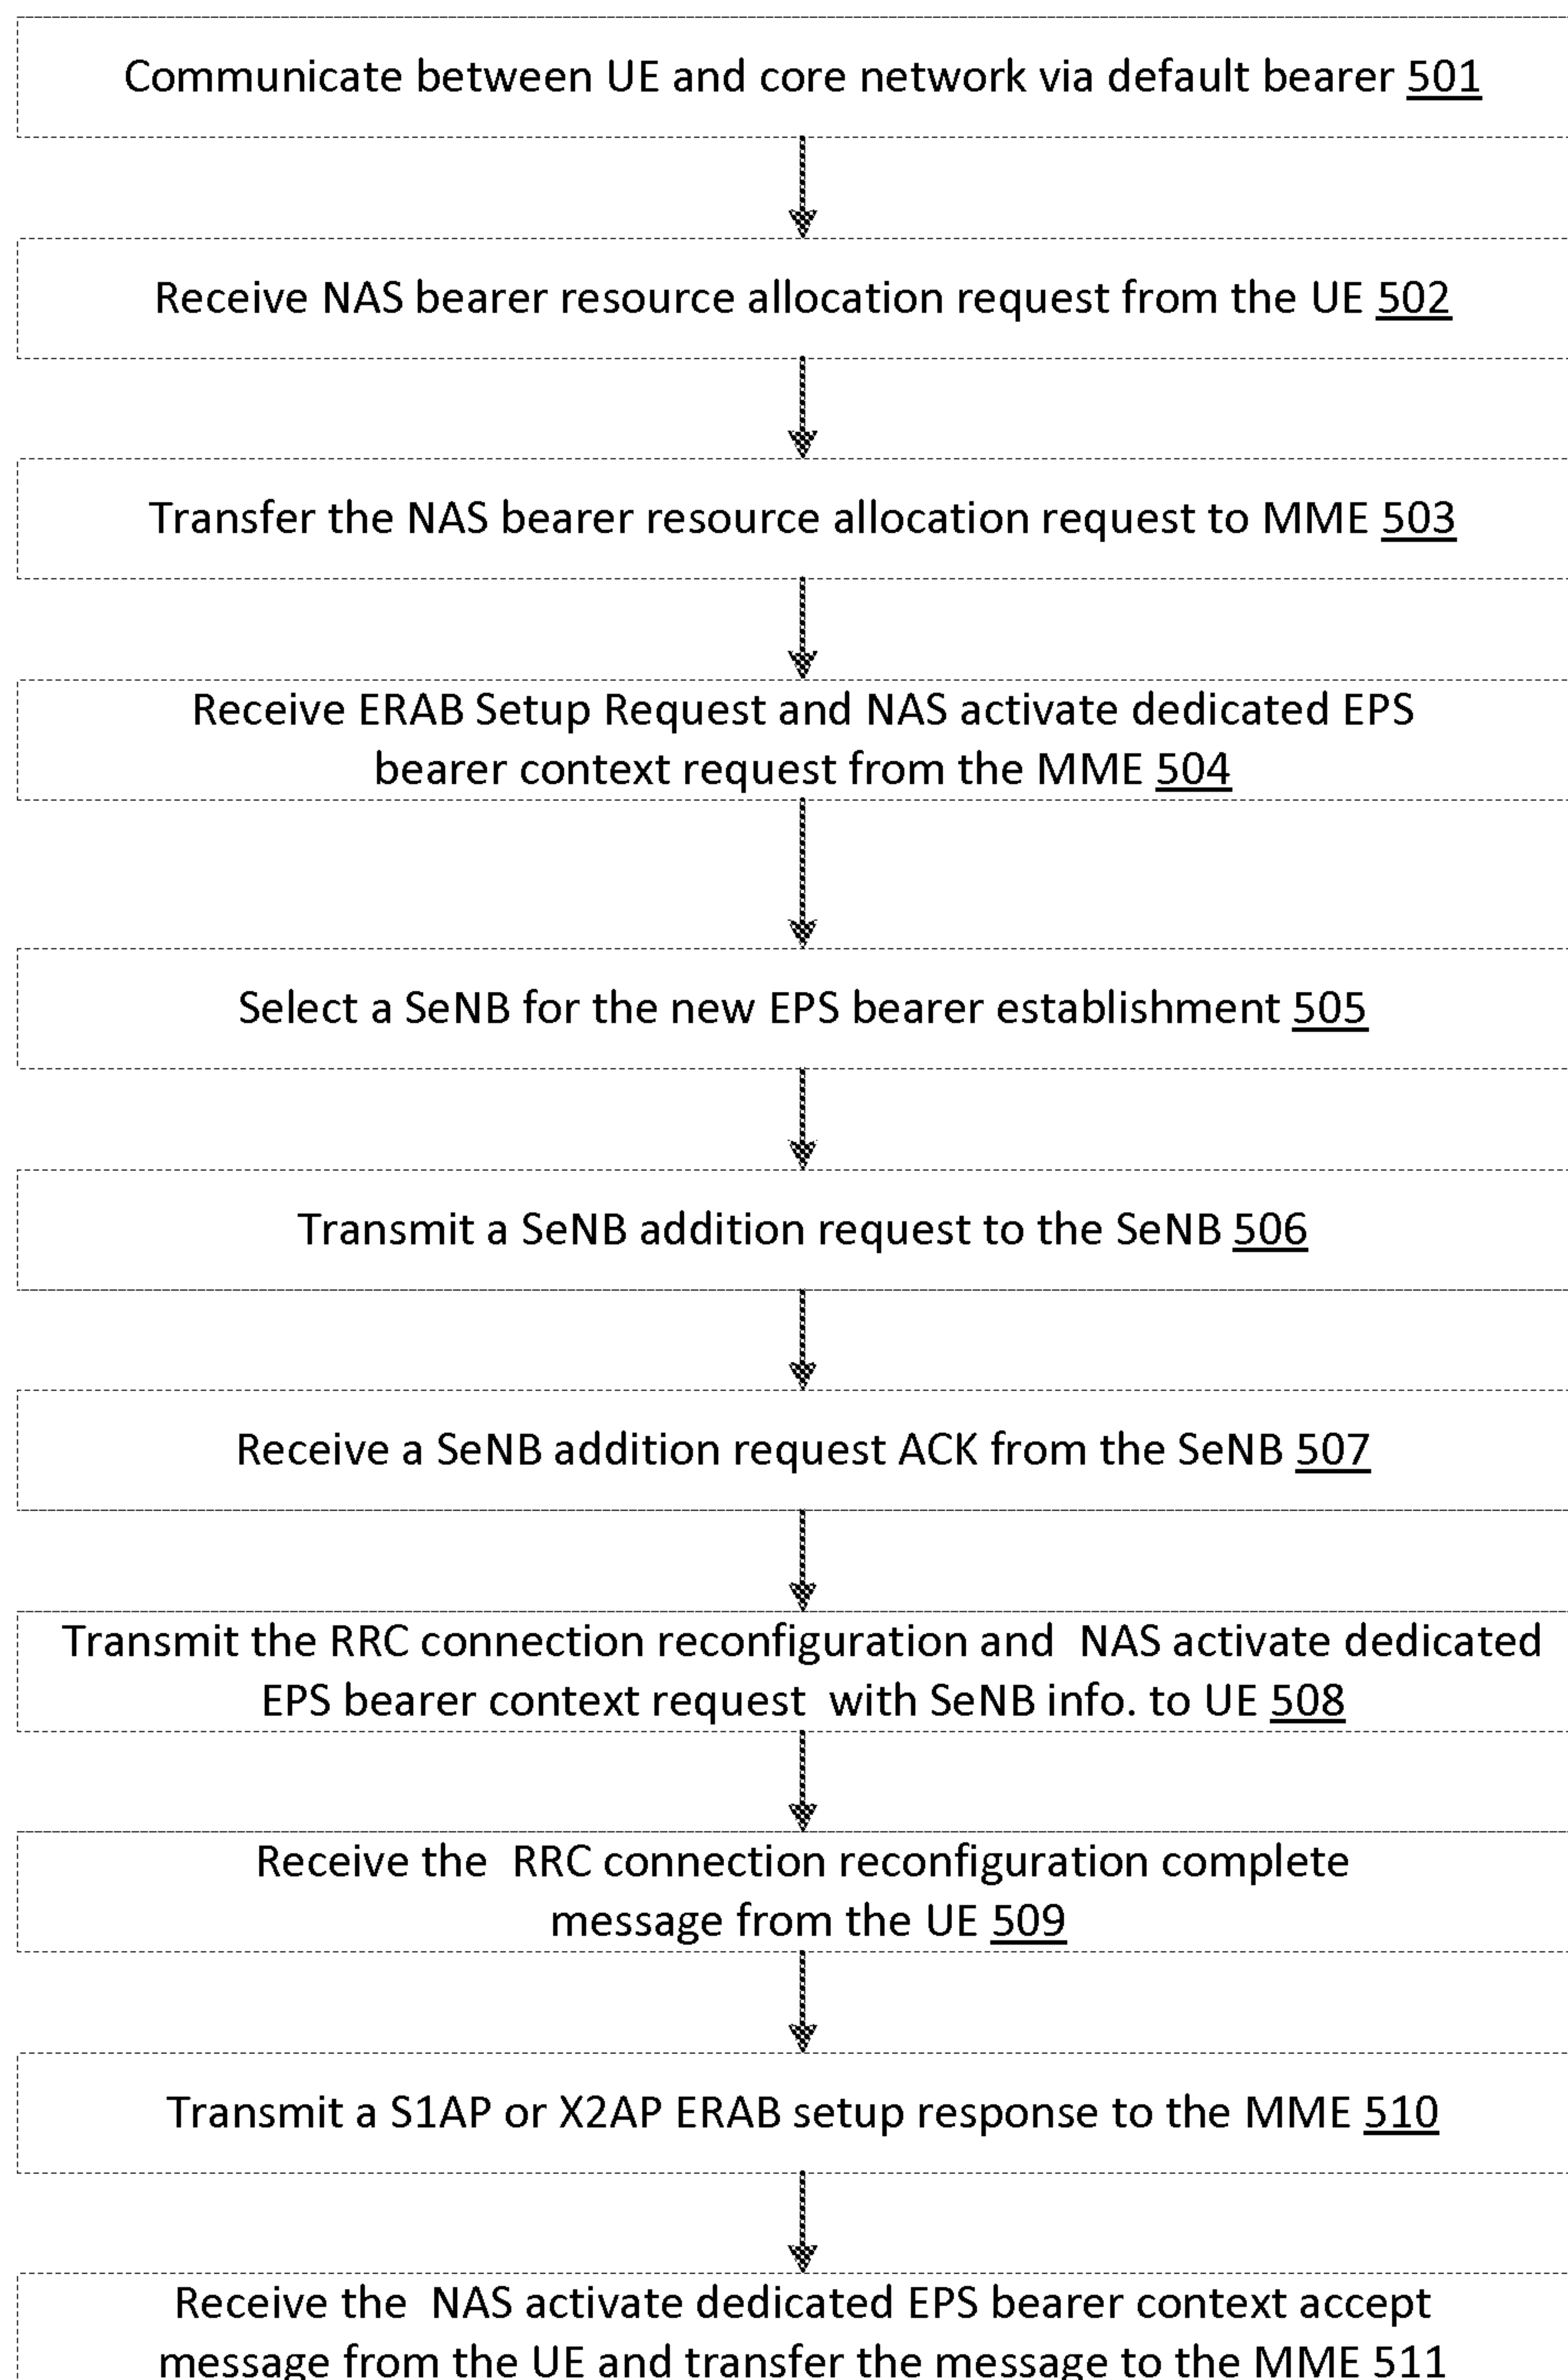 Communicate between UE and core network via default bearer 501
Receive NAS bearer resource allocation request from the UE 502
Transfer the NAS bearer resource allocation request to MME 503
Receive ERAB Setup Request and NAS activate dedicated EPS
bearer context request from the MME 504
Select a SeNB for the new EPS bearer establishment 505
Transmit a SeNB addition request to the SeNB 506
Receive a SeNB addition request ACK from the SeNB 507
Transmit the RRC connection reconfiguration and NAS activate dedicated
EPS bearer context request with SeNB info. to UE 508
Receive the RRC connection reconfiguration complete
message from the UE 509
Transmit a S1AP or X2AP ERAB setup response to the MME 510
Receive the NAS activate dedicated EPS bearer context accept
message from the UE and transfer the message to the MME 511